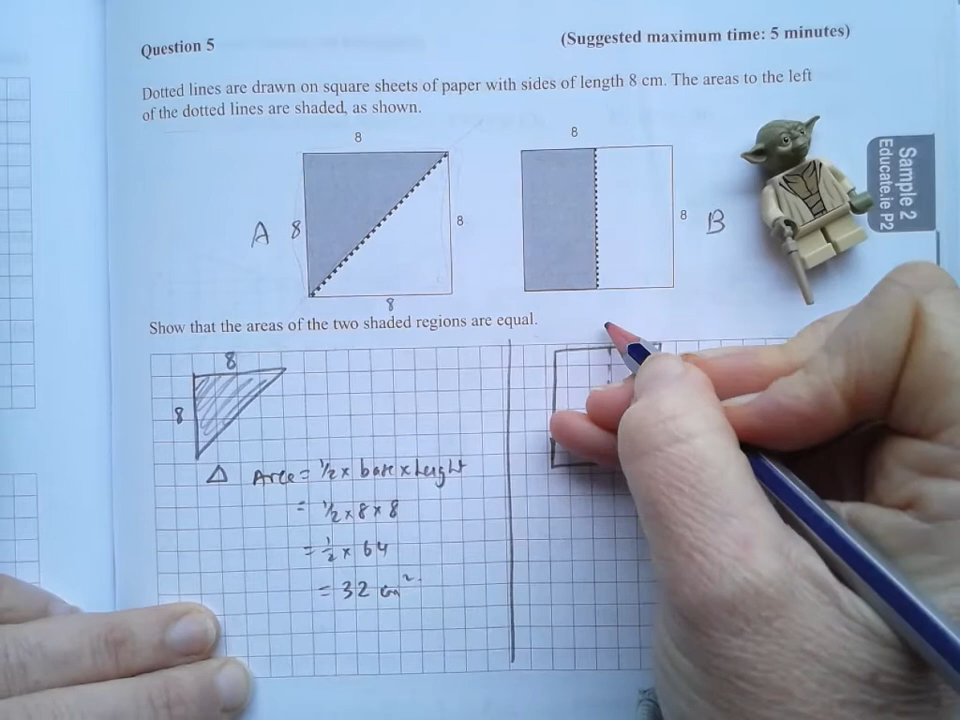 Question 5
(Suggested maximum time: 5 minutes)
Dotted lines are drawn on square sheets of paper with sides of length 8 cm. The areas to the left
of the dotted lines are shaded, as shown.
8
8
A 8
8
8 B
8
Sample 2
Educate.ie P2
Show that the areas of the two shaded regions are equal.
8
8
Δ Area = 1/2 x base x height
= 1/2 x 8 x 8
= 1/2 x 64
= 32 cm²